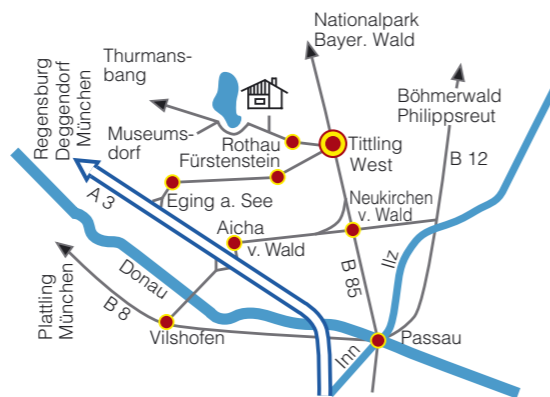 Nationalpark
Bayer. Wald
Thurmans-
bang
Böhmerwald
Philippsreut
Regensburg
Deggendorf
München
Museums-
dorf
Rothau
Fürstenstein
Tittling
West
B 12
A 3
Eging a. See
Neukirchen
v. Wald
Aicha
v. Wald
Ilz
Donau
B 85
Plattling
München
B 8
Vilshofen
Inn
Passau